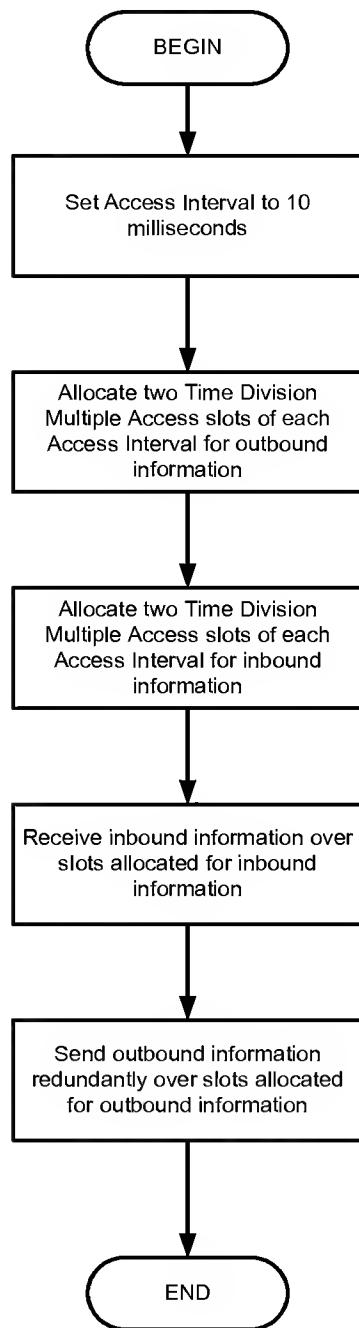 BEGIN
Set Access Interval to 10
milliseconds
Allocate two Time Division
Multiple Access slots of each
Access Interval for outbound
information
Allocate two Time Division
Multiple Access slots of each
Access Interval for inbound
information
Receive inbound information over
slots allocated for inbound
information
Send outbound information
redundantly over slots allocated
for outbound information
END